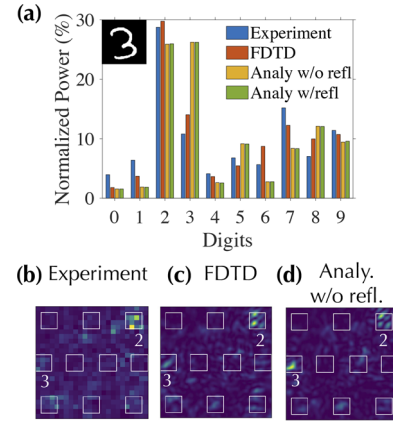 (a)
3
Normalized Power (%)
30
20
10
0
Experiment
FDTD
Analy w/o refl
Analy w/refl
0 1 2 3 4 5 6 7 8 9
Digits
(b) Experiment
(c) FDTD
(d) Analy. w/o refl.
2
3
2
3
2
3